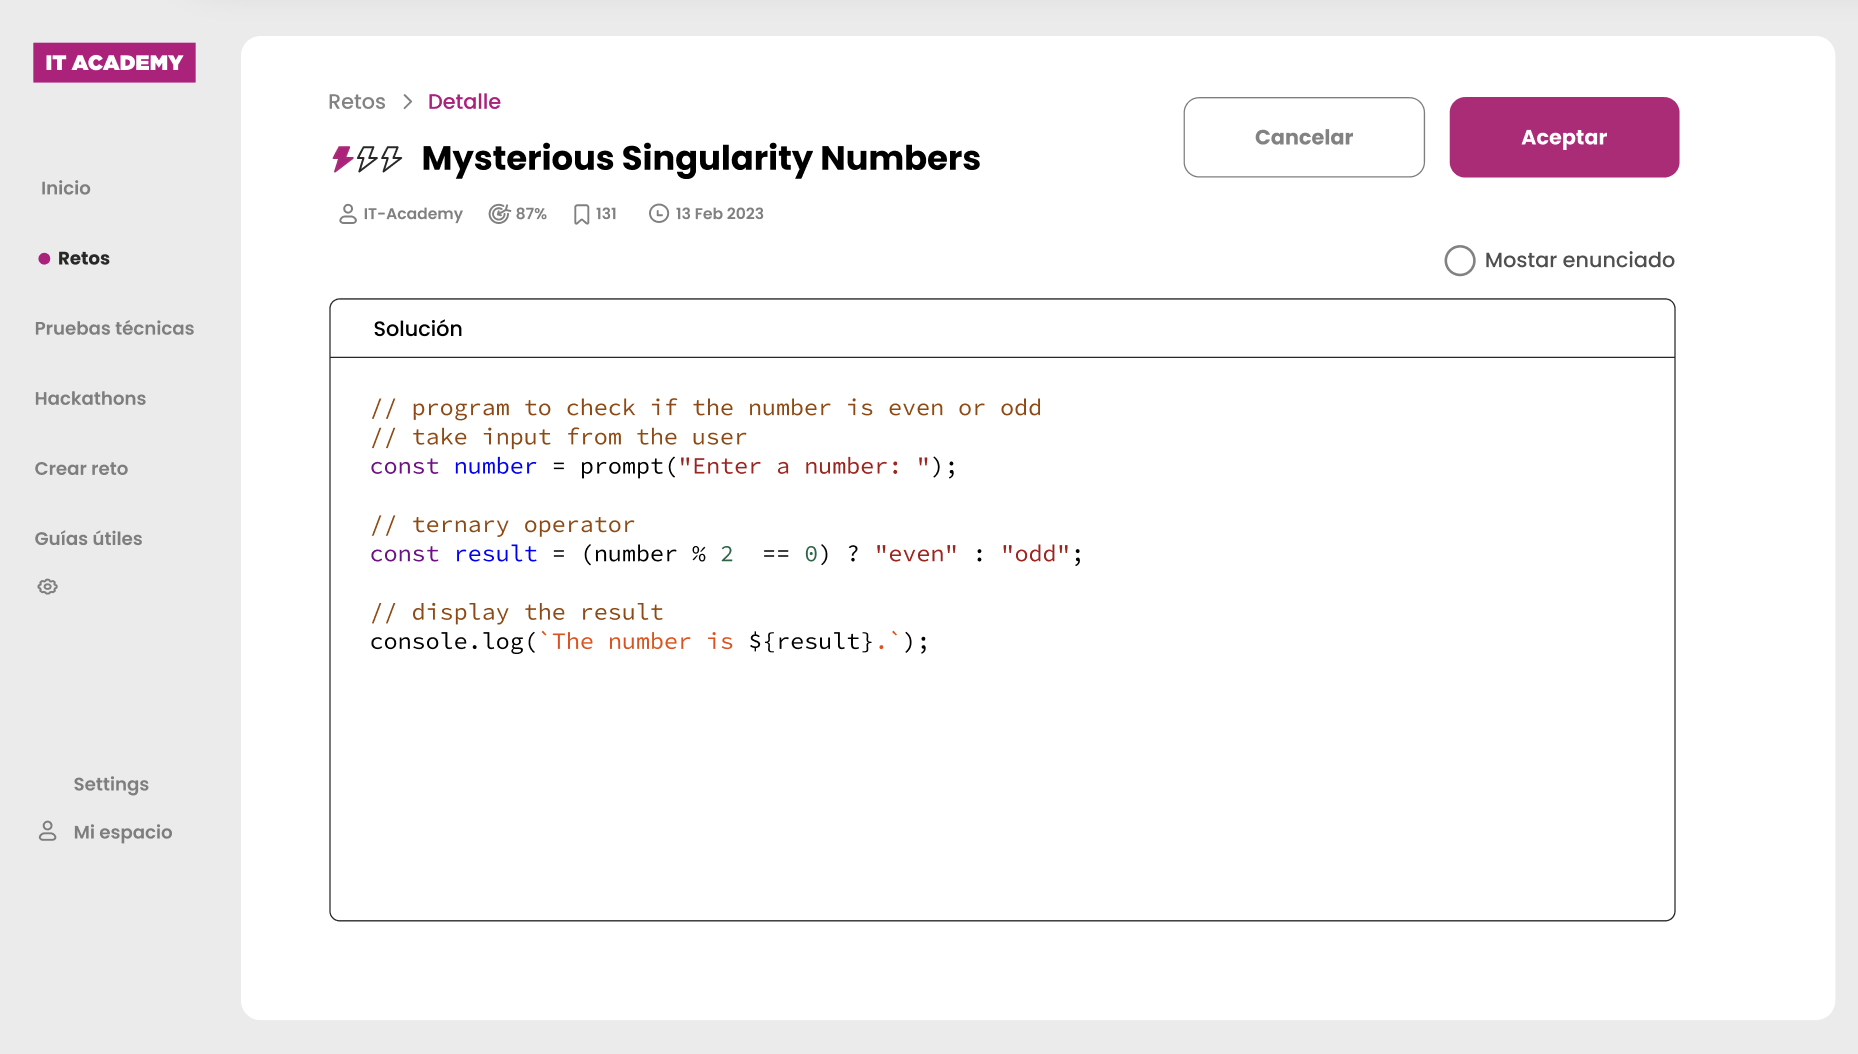 IT ACADEMY
Inicio
Retos
Pruebas técnicas
Hackathons
Crear reto
Guías útiles
Settings
Mi espacio
Retos > Detalle
Mysterious Singularity Numbers
IT-Academy 87% 131 13 Feb 2023
Cancelar
Aceptar
Mostar enunciado
Solución
// program to check if the number is even or odd
// take input from the user
const number = prompt("Enter a number: ");
// ternary operator
const result = (number % 2  == 0) ? "even" : "odd";
// display the result
console.log(`The number is ${result}.`);